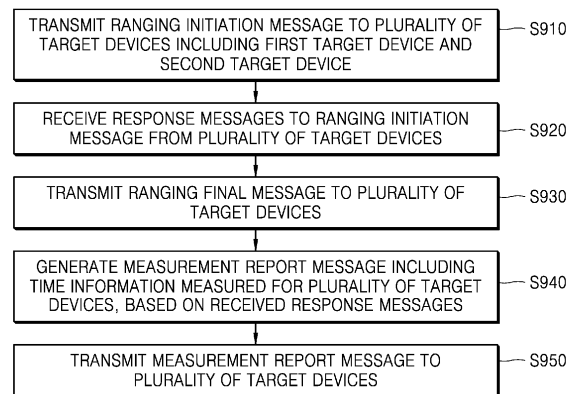 TRANSMIT RANGING INITIATION MESSAGE TO PLURALITY OF
TARGET DEVICES INCLUDING FIRST TARGET DEVICE AND
SECOND TARGET DEVICE
S910
RECEIVE RESPONSE MESSAGES TO RANGING INITIATION
MESSAGE FROM PLURALITY OF TARGET DEVICES
S920
TRANSMIT RANGING FINAL MESSAGE TO PLURALITY OF
TARGET DEVICES
S930
GENERATE MEASUREMENT REPORT MESSAGE INCLUDING
TIME INFORMATION MEASURED FOR PLURALITY OF TARGET
DEVICES, BASED ON RECEIVED RESPONSE MESSAGES
S940
TRANSMIT MEASUREMENT REPORT MESSAGE TO
PLURALITY OF TARGET DEVICES
S950